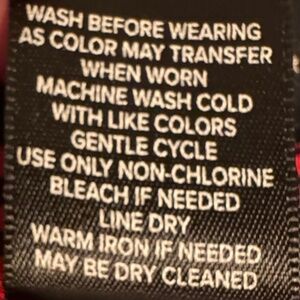 WASH BEFORE WEARING
AS COLOR MAY TRANSFER
WHEN WORN
MACHINE WASH COLD
WITH LIKE COLORS
GENTLE CYCLE
USE ONLY NON-CHLORINE
BLEACH IF NEEDED
LINE DRY
WARM IRON IF NEEDED
MAY BE DRY CLEANED